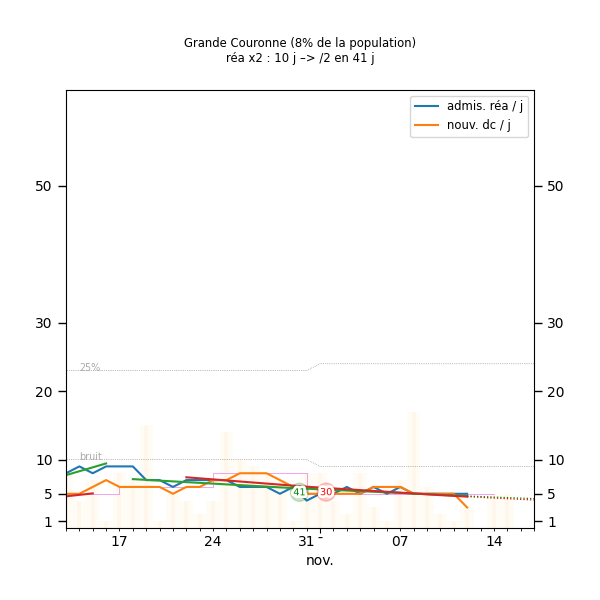 Grande Couronne (8% de la population)
réa x2 : 10 j –> /2 en 41 j
admis. réa / j
nouv. dc / j
50 50
30 30
25%
20 20
bruit
10 10
41 30
5 5
1 1
17 24 31 07 14
nov.